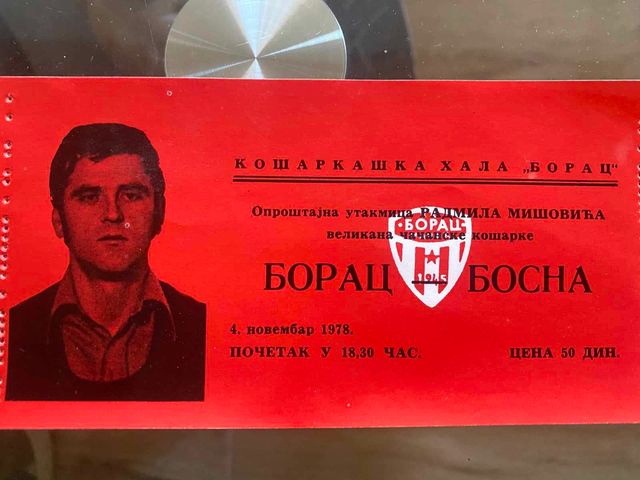 КОШАРКАШКА ХАЛА „БОРАЦ“
Опроштајна утакмица РАДМИЛА МИШОВИЋА
великана чачанске кошарке
БОРАЦ
1945
БОРАЦ — БОСНА
4. новембар 1978.
ПОЧЕТАК У 18,30 ЧАС. ЦЕНА 50 ДИН.